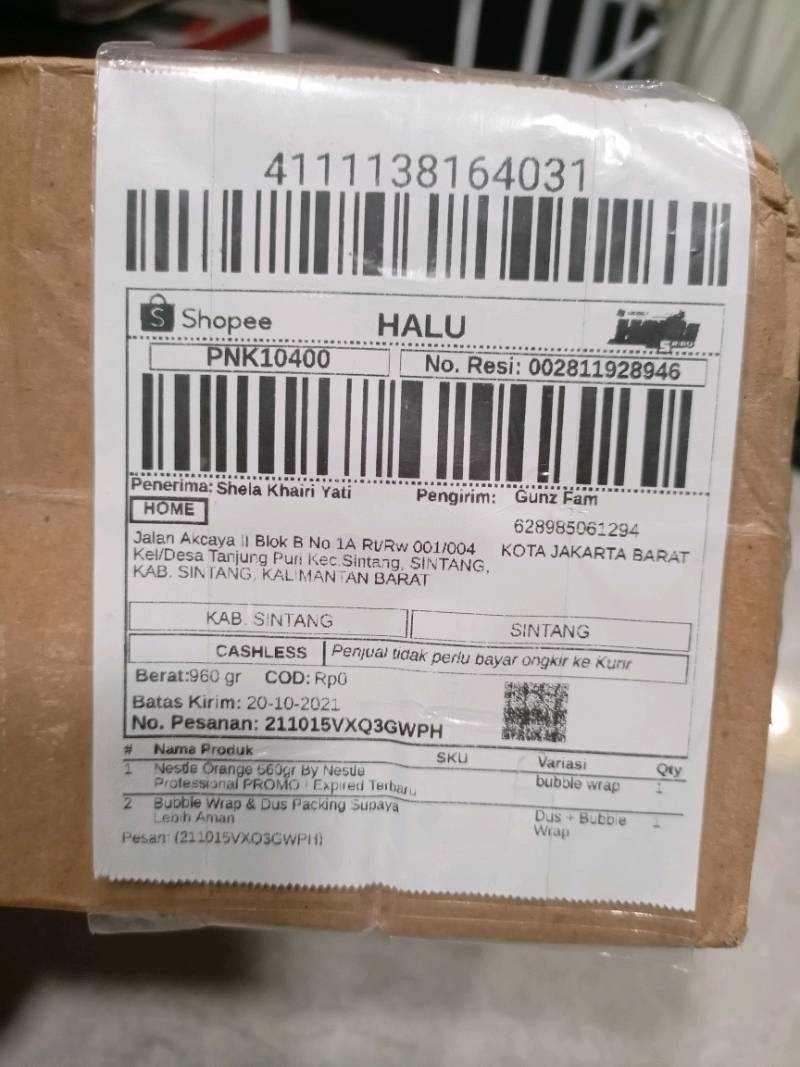 4111138164031
Shopee HALU
PNK10400 No. Resi: 002811928946
Penerima: Shela Khairi Yati Pengirim: Gunz Fam
HOME
628985061294
Jalan Akcaya II Blok B No 1A Rt/Rw 001/004 KOTA JAKARTA BARAT
Kel/Desa Tanjung Puri Kec.Sintang, SINTANG,
KAB. SINTANG, KALIMANTAN BARAT
KAB. SINTANG SINTANG
CASHLESS Penjual tidak perlu bayar ongkir ke Kurir
Berat:960 gr COD: Rp0
Batas Kirim: 20-10-2021
No. Pesanan: 211015VXQ3GWPH
# Nama Produk SKU Variasi Qty
1 Nestle Orange 560gr By Nestle bubble wrap 1
Professional PROMO Expired Terbaru
2 Bubble Wrap & Dus Packing Supaya Dus + Bubble 1
Lebih Aman Wrap
Pesan: (211015VXQ3GWPH)